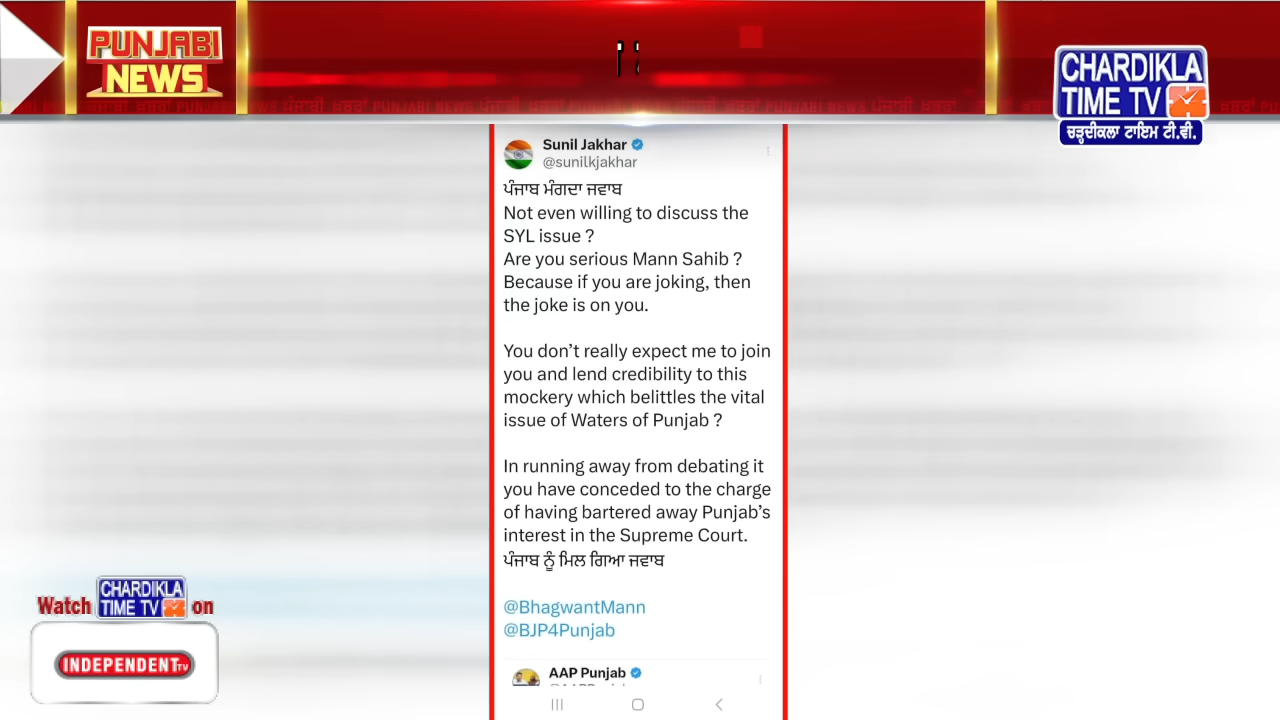 PUNJABI
NEWS
CHARDIKLA
TIME TV
ਚੜ੍ਹਦੀਕਲਾ ਟਾਇਮ ਟੀ.ਵੀ.
Sunil Jakhar
@sunilkjakhar
ਪੰਜਾਬ ਮੰਗਦਾ ਜਵਾਬ
Not even willing to discuss the
SYL issue ?
Are you serious Mann Sahib ?
Because if you are joking, then
the joke is on you.
You don't really expect me to join
you and lend credibility to this
mockery which belittles the vital
issue of Waters of Punjab ?
In running away from debating it
you have conceded to the charge
of having bartered away Punjab's
interest in the Supreme Court.
ਪੰਜਾਬ ਨੂੰ ਮਿਲ ਗਿਆ ਜਵਾਬ
@BhagwantMann
@BJP4Punjab
AAP Punjab
Watch CHARDIKLA TIME TV on
INDEPENDENT TV